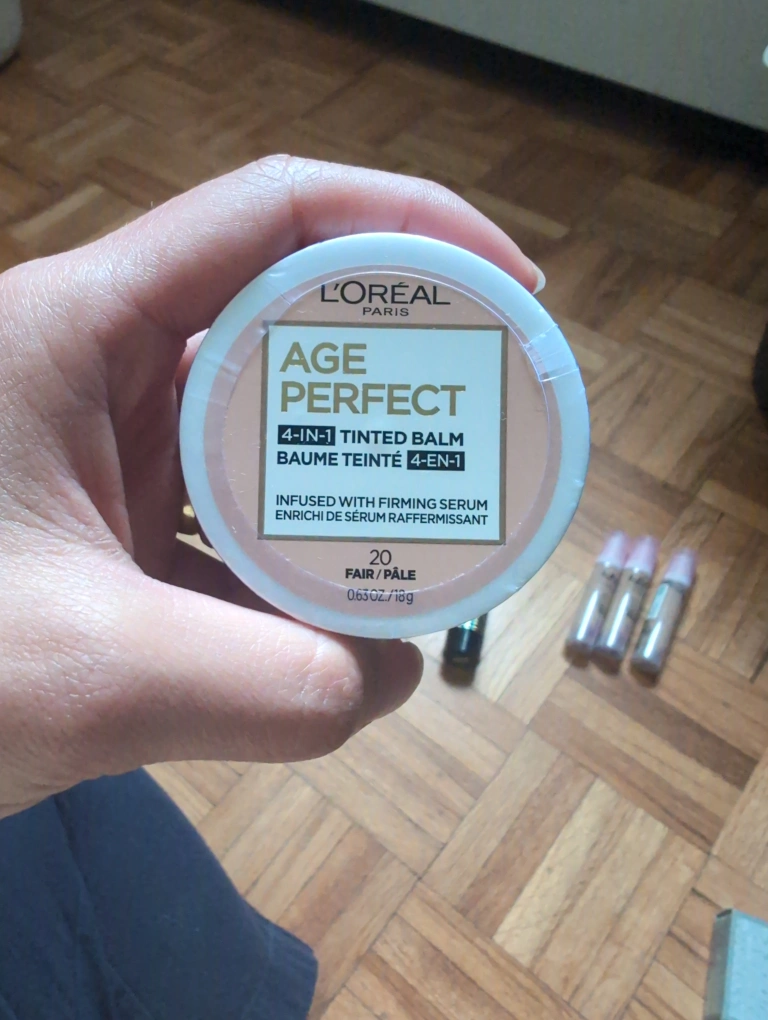 L'ORÉAL
PARIS
AGE
PERFECT
4-IN-1 TINTED BALM
BAUME TEINTÉ 4-EN-1
INFUSED WITH FIRMING SERUM
ENRICHI DE SÉRUM RAFFERMISSANT
20
FAIR / PÂLE
0.63 OZ./18g